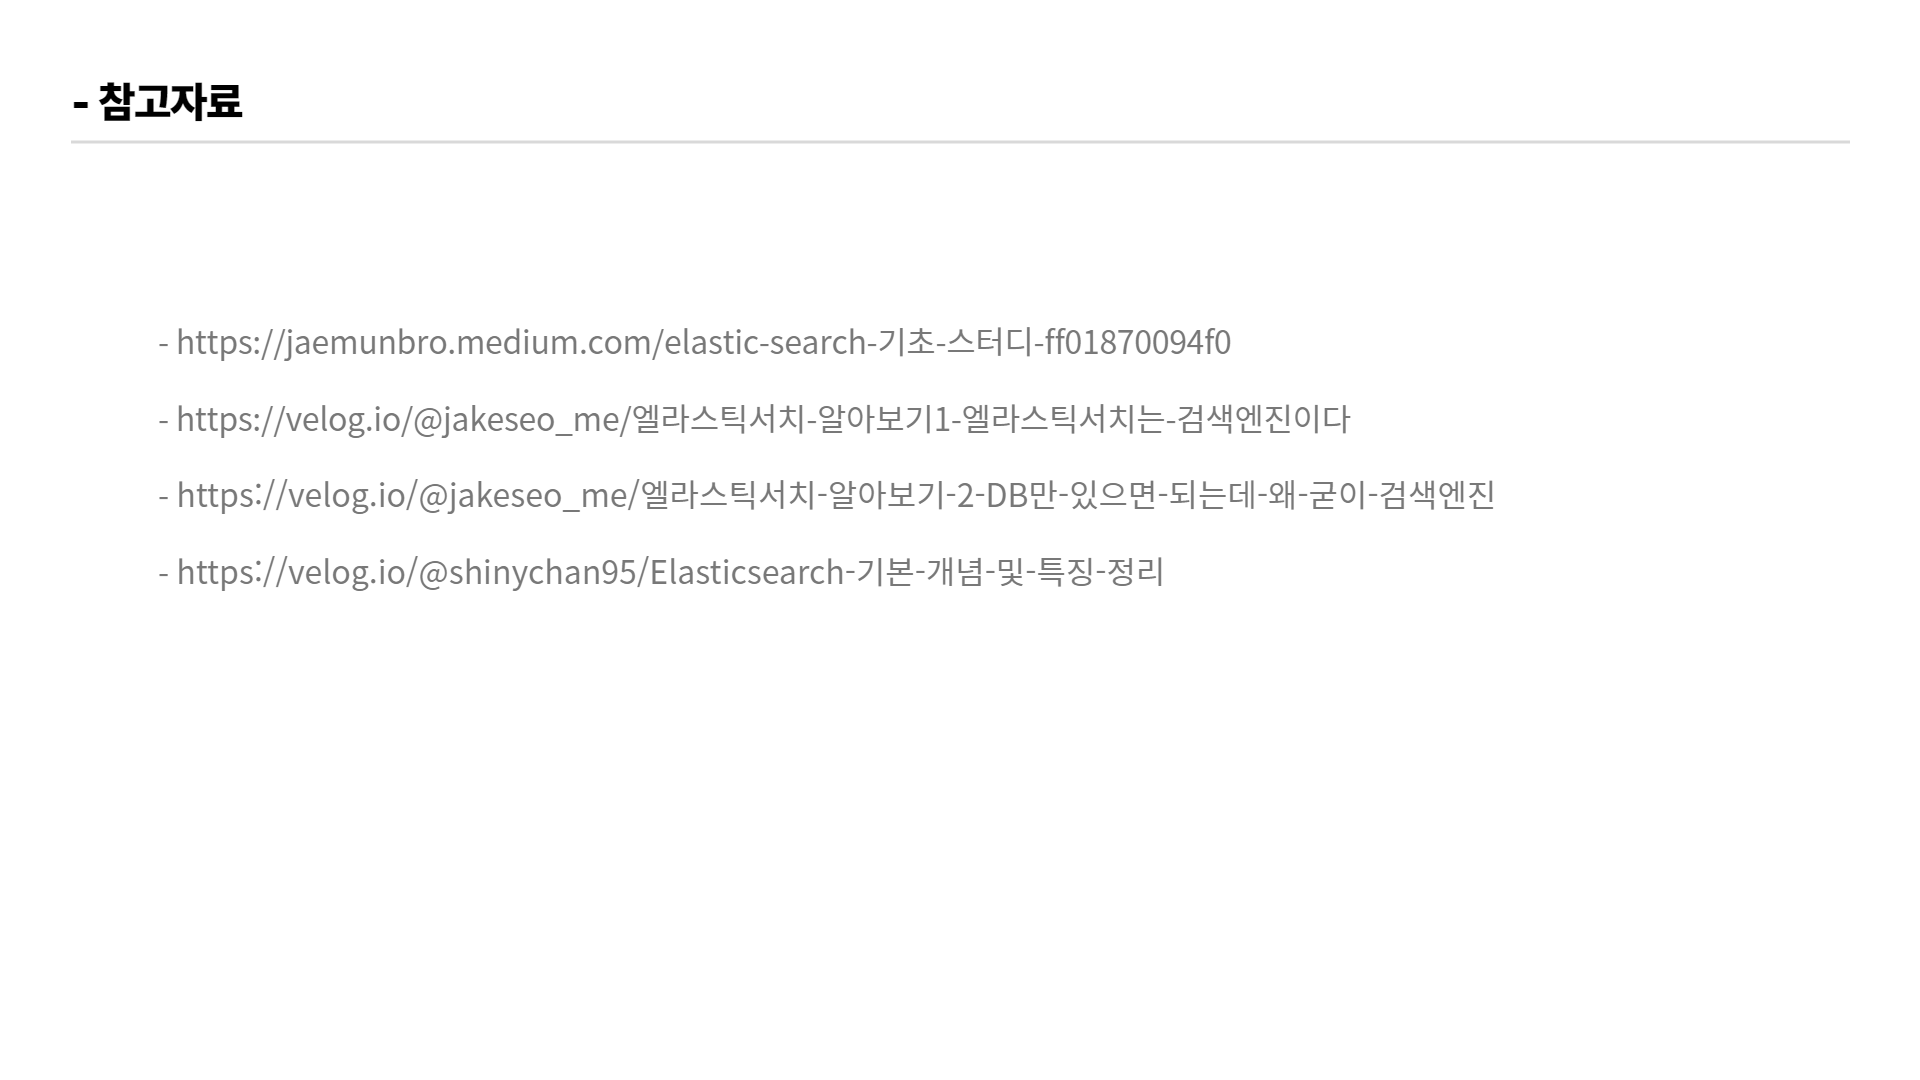 - 참고자료
- https://jaemunbro.medium.com/elastic-search-기초-스터디-ff01870094f0
- https://velog.io/@jakeseo_me/엘라스틱서치-알아보기1-엘라스틱서치는-검색엔진이다
- https://velog.io/@jakeseo_me/엘라스틱서치-알아보기-2-DB만-있으면-되는데-왜-굳이-검색엔진
- https://velog.io/@shinychan95/Elasticsearch-기본-개념-및-특징-정리